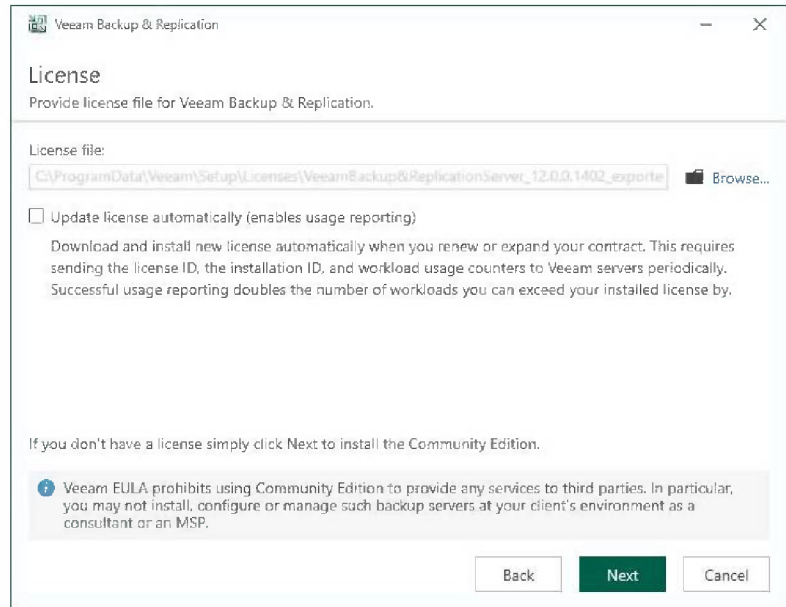 Veeam Backup & Replication
License
Provide license file for Veeam Backup & Replication.
License file:
C:\ProgramData\Veeam\Setup\Licenses\VeeamBackup&ReplicationServer_12.0.0.1402_exporte
Browse...
Update license automatically (enables usage reporting)
Download and install new license automatically when you renew or expand your contract. This requires
sending the license ID, the installation ID, and workload usage counters to Veeam servers periodically.
Successful usage reporting doubles the number of workloads you can exceed your installed license by.
If you don't have a license simply click Next to install the Community Edition.
Veeam EULA prohibits using Community Edition to provide any services to third parties. In particular,
you may not install, configure or manage such backup servers at your client's environment as a
consultant or an MSP.
Back
Next
Cancel